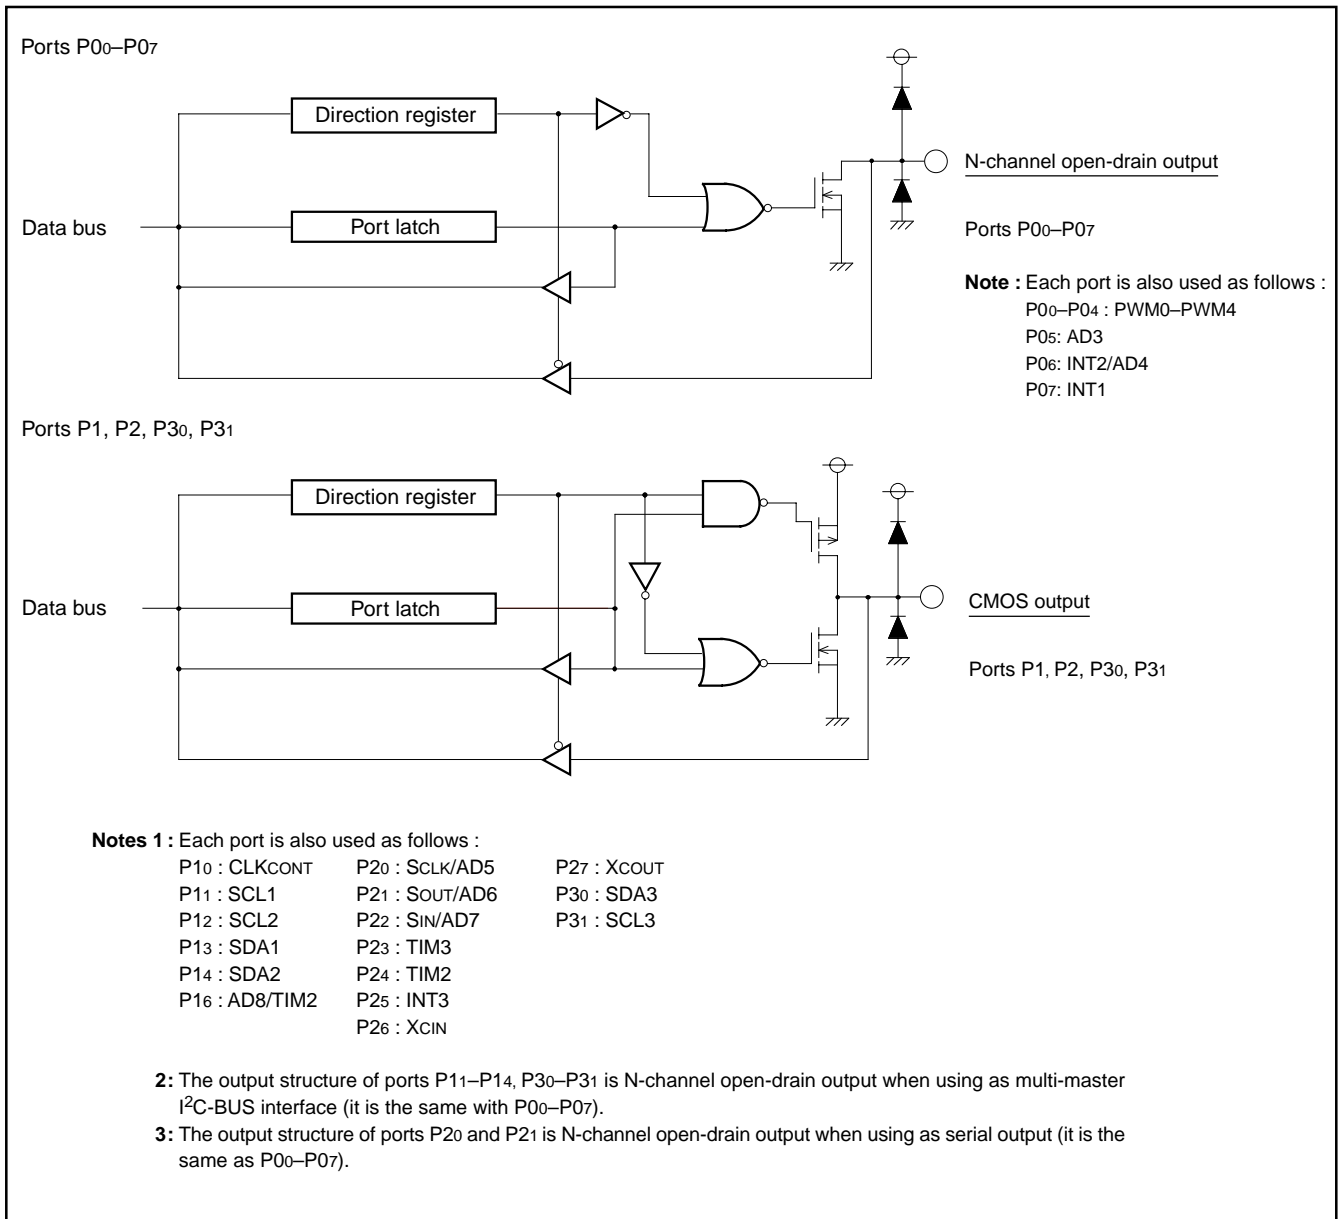 Ports P00–P07
Direction register
Data bus
Port latch
N-channel open-drain output
Ports P00–P07
Note : Each port is also used as follows :
P00–P04 : PWM0–PWM4
P05: AD3
P06: INT2/AD4
P07: INT1
Ports P1, P2, P30, P31
Direction register
Data bus
Port latch
CMOS output
Ports P1, P2, P30, P31
Notes 1 : Each port is also used as follows :
P10 : CLKCONT P20 : SCLK/AD5 P27 : XCOUT
P11 : SCL1 P21 : SOUT/AD6 P30 : SDA3
P12 : SCL2 P22 : SIN/AD7 P31 : SCL3
P13 : SDA1 P23 : TIM3
P14 : SDA2 P24 : TIM2
P16 : AD8/TIM2 P25 : INT3
P26 : XCIN
2: The output structure of ports P11–P14, P30–P31 is N-channel open-drain output when using as multi-master
I2C-BUS interface (it is the same with P00–P07).
3: The output structure of ports P20 and P21 is N-channel open-drain output when using as serial output (it is the
same as P00–P07).